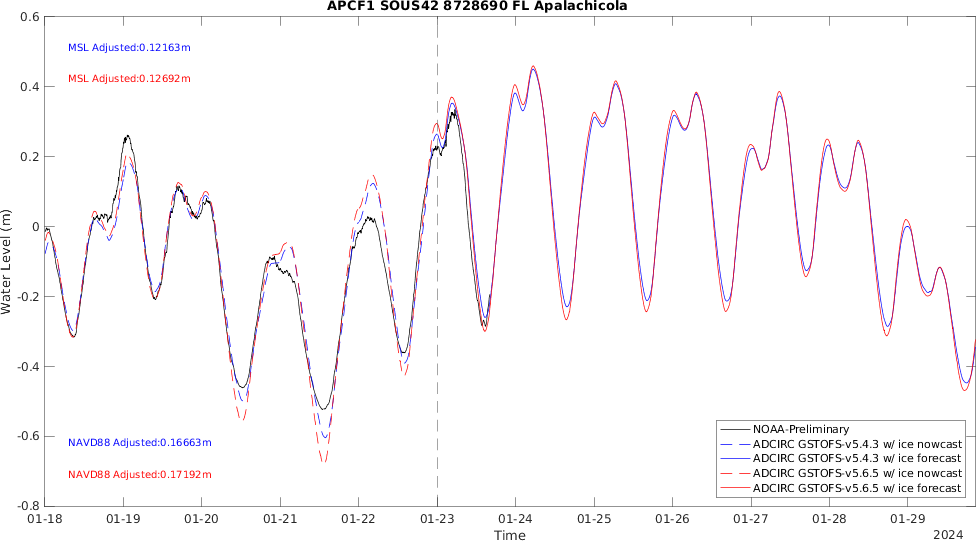 APCF1 SOUS42 8728690 FL Apalachicola
MSL Adjusted:0.12163m
MSL Adjusted:0.12692m
NAVD88 Adjusted:0.16663m
NAVD88 Adjusted:0.17192m
Water Level (m)
0.6
0.4
0.2
0
-0.2
-0.4
-0.6
-0.8
NOAA-Preliminary
ADCIRC GSTOFS-v5.4.3 w/ ice nowcast
ADCIRC GSTOFS-v5.4.3 w/ ice forecast
ADCIRC GSTOFS-v5.6.5 w/ ice nowcast
ADCIRC GSTOFS-v5.6.5 w/ ice forecast
01-18 01-19 01-20 01-21 01-22 01-23 01-24 01-25 01-26 01-27 01-28 01-29
Time
2024